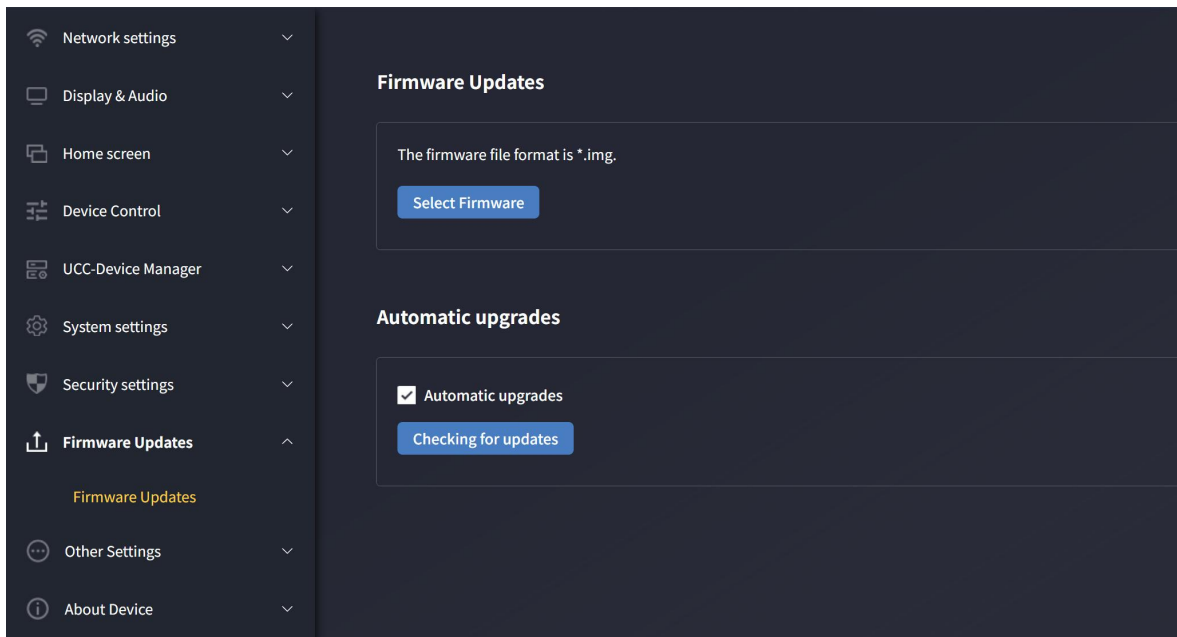 Network settings
Display & Audio
Home screen
Device Control
UCC-Device Manager
System settings
Security settings
Firmware Updates
Firmware Updates
Other Settings
About Device
Firmware Updates
The firmware file format is *.img.
Select Firmware
Automatic upgrades
Automatic upgrades
Checking for updates